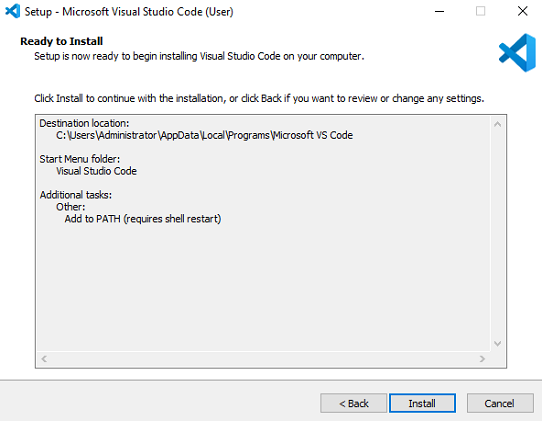 Setup - Microsoft Visual Studio Code (User)
Ready to Install
Setup is now ready to begin installing Visual Studio Code on your computer.
Click Install to continue with the installation, or click Back if you want to review or change any settings.
Destination location:
C:\Users\Administrator\AppData\Local\Programs\Microsoft VS Code
Start Menu folder:
Visual Studio Code
Additional tasks:
Other:
Add to PATH (requires shell restart)
< Back
Install
Cancel